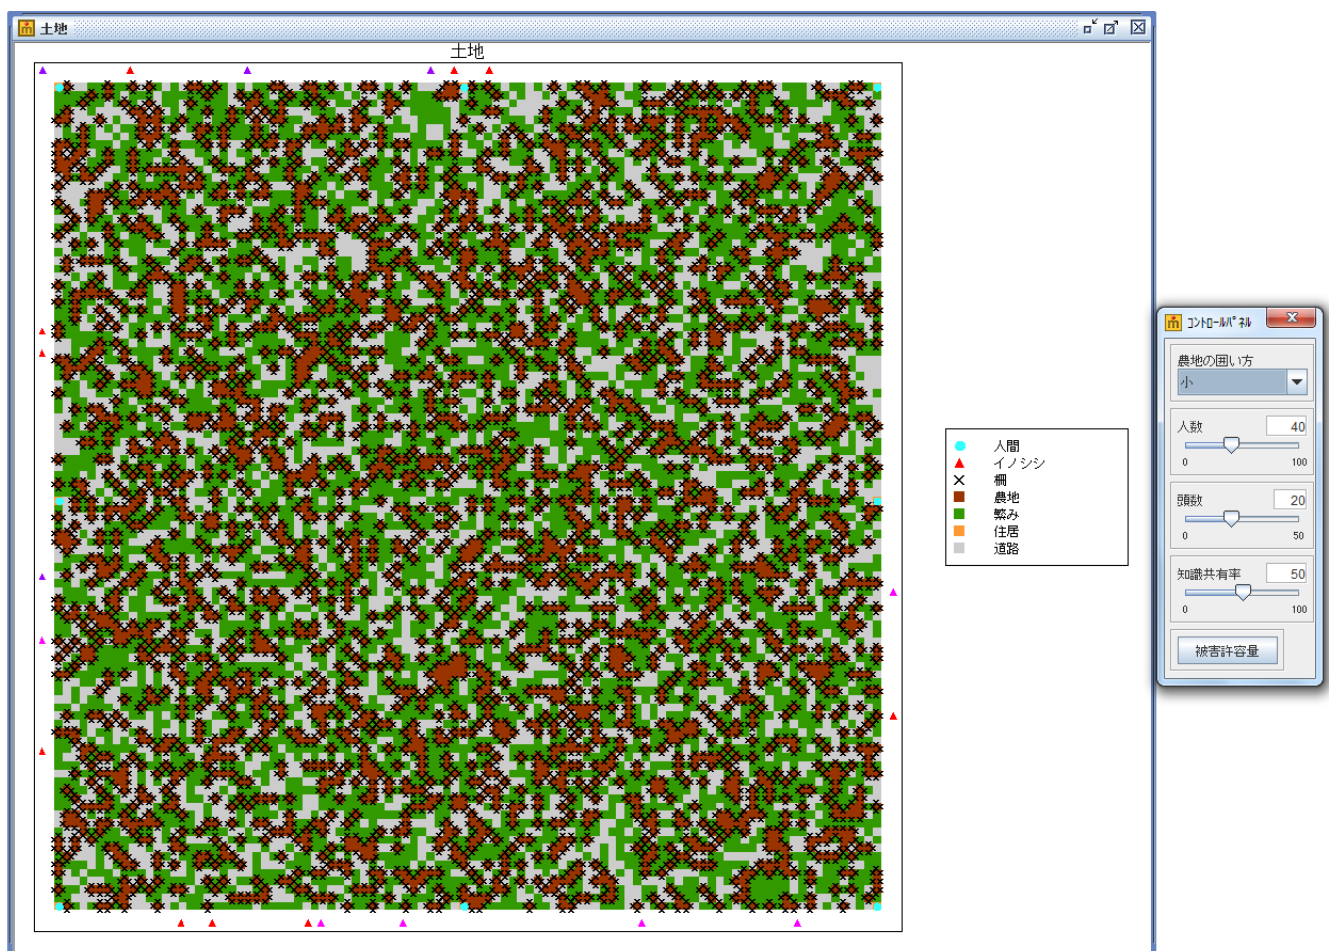 土地
土地
人間
イノシシ
柵
農地
繁み
住居
道路
コントロールパネル
農地の囲い方
小
人数 40
0 100
頭数 20
0 50
知識共有率 50
0 100
被害許容量